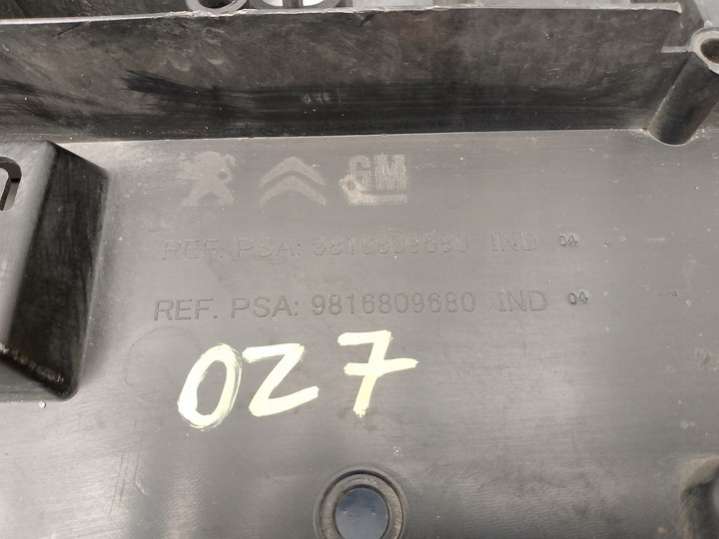 GM
REF. PSA: IND 04
REF. PSA: 9816809680 IND 04
027